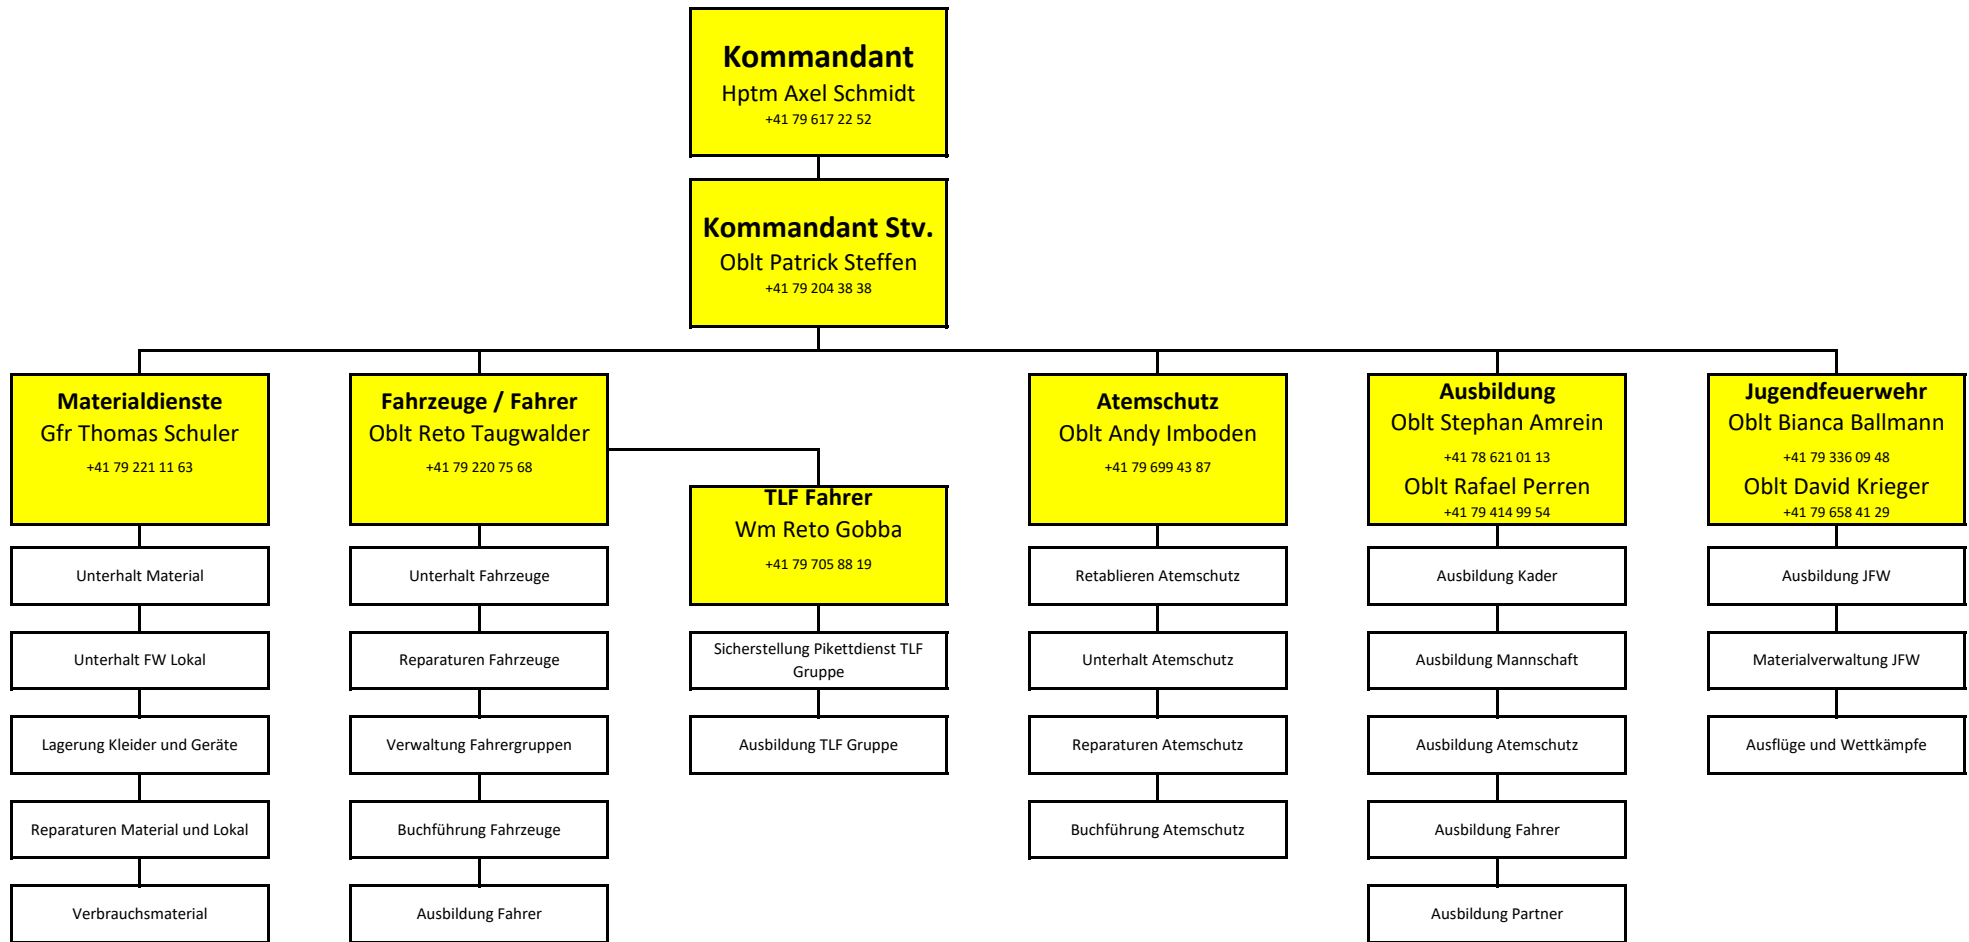 Kommandant
Hptm Axel Schmidt
+41 79 617 22 52
Kommandant Stv.
Oblt Patrick Steffen
+41 79 204 38 38
Materialdienste
Gfr Thomas Schuler
+41 79 221 11 63
Unterhalt Material
Unterhalt FW Lokal
Lagerung Kleider und Geräte
Reparaturen Material und Lokal
Verbrauchsmaterial
Fahrzeuge / Fahrer
Oblt Reto Taugwalder
+41 79 220 75 68
Unterhalt Fahrzeuge
Reparaturen Fahrzeuge
Verwaltung Fahrergruppen
Buchführung Fahrzeuge
Ausbildung Fahrer
TLF Fahrer
Wm Reto Gobba
+41 79 705 88 19
Sicherstellung Pikettdienst TLF
Gruppe
Ausbildung TLF Gruppe
Atemschutz
Oblt Andy Imboden
+41 79 699 43 87
Retablieren Atemschutz
Unterhalt Atemschutz
Reparaturen Atemschutz
Buchführung Atemschutz
Ausbildung
Oblt Stephan Amrein
+41 78 621 01 13
Oblt Rafael Perren
+41 79 414 99 54
Ausbildung Kader
Ausbildung Mannschaft
Ausbildung Atemschutz
Ausbildung Fahrer
Ausbildung Partner
Jugendfeuerwehr
Oblt Bianca Ballmann
+41 79 336 09 48
Oblt David Krieger
+41 79 658 41 29
Ausbildung JFW
Materialverwaltung JFW
Ausflüge und Wettkämpfe